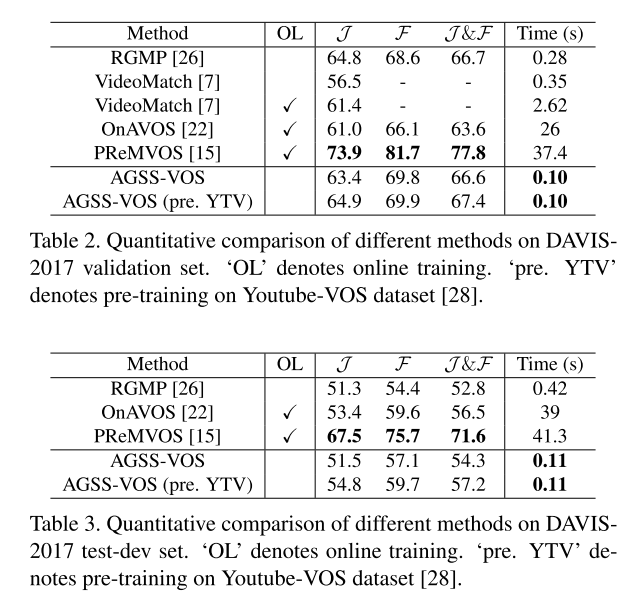 Method OL 𝒥 ℱ 𝒥&ℱ Time (s)
RGMP [26] 64.8 68.6 66.7 0.28
VideoMatch [7] 56.5 - - 0.35
VideoMatch [7] ✓ 61.4 - - 2.62
OnAVOS [22] ✓ 61.0 66.1 63.6 26
PReMVOS [15] ✓ 73.9 81.7 77.8 37.4
AGSS-VOS 63.4 69.8 66.6 0.10
AGSS-VOS (pre. YTV) 64.9 69.9 67.4 0.10
Table 2. Quantitative comparison of different methods on DAVIS-
2017 validation set. ‘OL’ denotes online training. ‘pre. YTV’
denotes pre-training on Youtube-VOS dataset [28].
Method OL 𝒥 ℱ 𝒥&ℱ Time (s)
RGMP [26] 51.3 54.4 52.8 0.42
OnAVOS [22] ✓ 53.4 59.6 56.5 39
PReMVOS [15] ✓ 67.5 75.7 71.6 41.3
AGSS-VOS 51.5 57.1 54.3 0.11
AGSS-VOS (pre. YTV) 54.8 59.7 57.2 0.11
Table 3. Quantitative comparison of different methods on DAVIS-
2017 test-dev set. ‘OL’ denotes online training. ‘pre. YTV’ de-
notes pre-training on Youtube-VOS dataset [28].